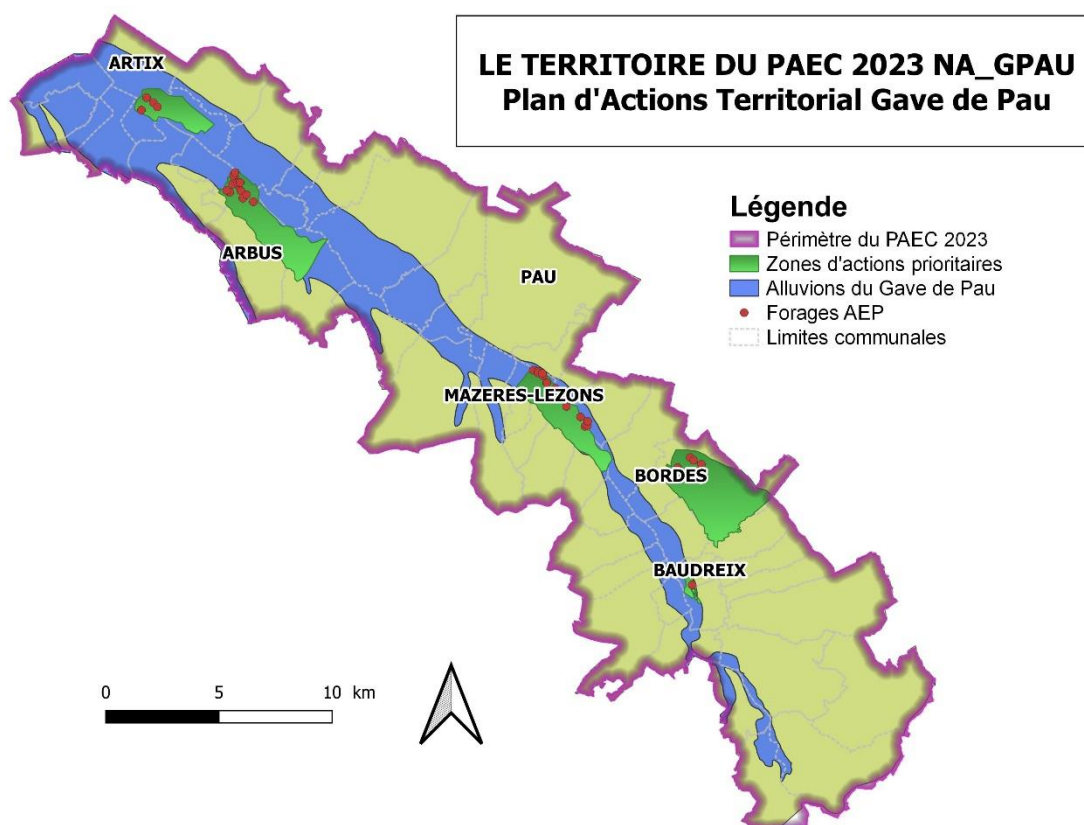 LE TERRITOIRE DU PAEC 2023 NA_GPAU
Plan d'Actions Territorial Gave de Pau
ARTIX
ARBUS
PAU
MAZERES-LEZONS
BORDES
BAUDREIX
Légende
Périmètre du PAEC 2023
Zones d'actions prioritaires
Alluvions du Gave de Pau
Forages AEP
Limites communales
0 5 10 km